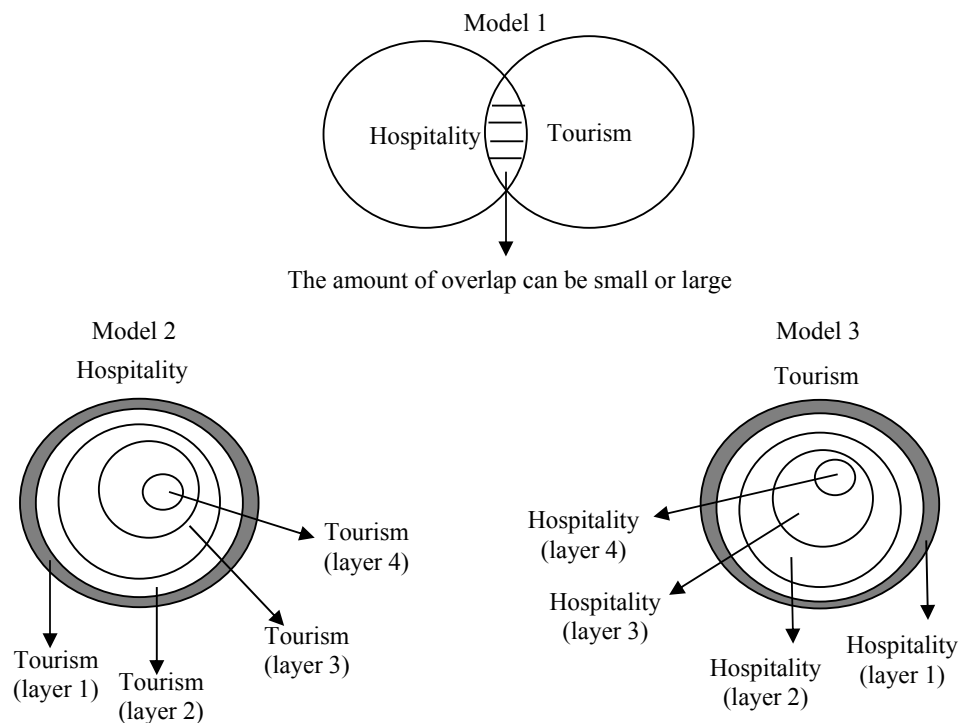 Model 1
Hospitality
Tourism
The amount of overlap can be small or large
Model 2
Hospitality
Tourism
(layer 4)
Tourism
(layer 3)
Tourism
(layer 1)
Tourism
(layer 2)
Model 3
Tourism
Hospitality
(layer 4)
Hospitality
(layer 3)
Hospitality
(layer 2)
Hospitality
(layer 1)